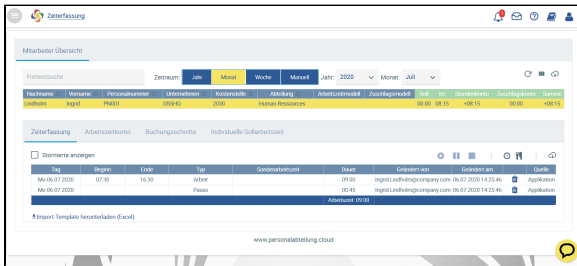 Zeiterfassung
Mitarbeiter Übersicht
Freitextsuche Zeitraum: Jahr Monat Woche Manuell Jahr: 2020 Monat: Juli
Nachname Vorname Personalnummer Unternehmen Kostenstelle Abteilung Arbeitszeitmodell Zuschlagsmodell Soll Ist Stundenkonto Zuschlagskonto Summe
Lindholm Ingrid PN001 DSSHQ 2030 Human Ressources 00:00 08:15 +08:15 00:00 +08:15
Zeiterfassung Arbeitszeitkonto Buchungsschnitte Individuelle Sollarbeitszeit
Stornierte anzeigen
Tag Beginn Ende Typ Sonderarbeitszeit Dauer Geändert von Geändert am Quelle
Mo 06.07.2020 07:30 16:30 Arbeit 09:00 Ingrid.Lindholm@company.com 06.07.2020 14:25:46 Applikation
Mo 06.07.2020 Pause 00:45 Ingrid.Lindholm@company.com 06.07.2020 14:25:46 Applikation
Arbeitszeit 09:00
Import-Template herunterladen (Excel)
www.personalabteilung.cloud